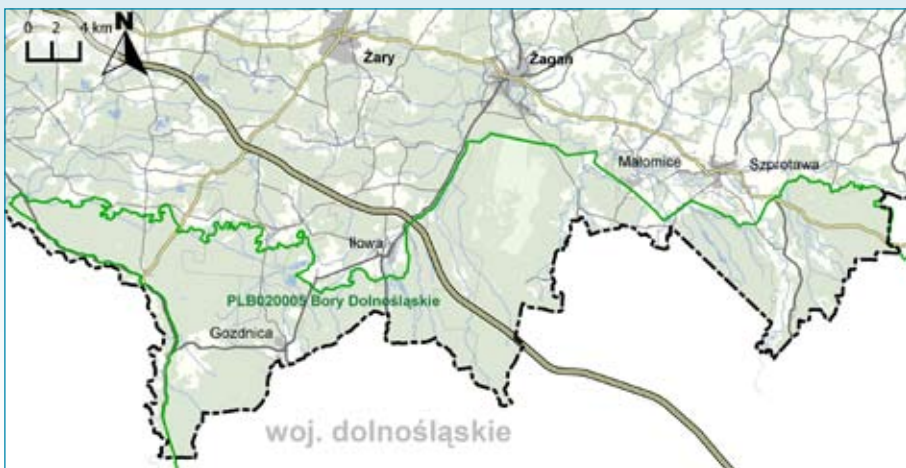 N
0 2 4 km
Żary
Żagań
Małomice
Szprotawa
Iłowa
PLB020005 Bory Dolnośląskie
Gozdnica
woj. dolnośląskie